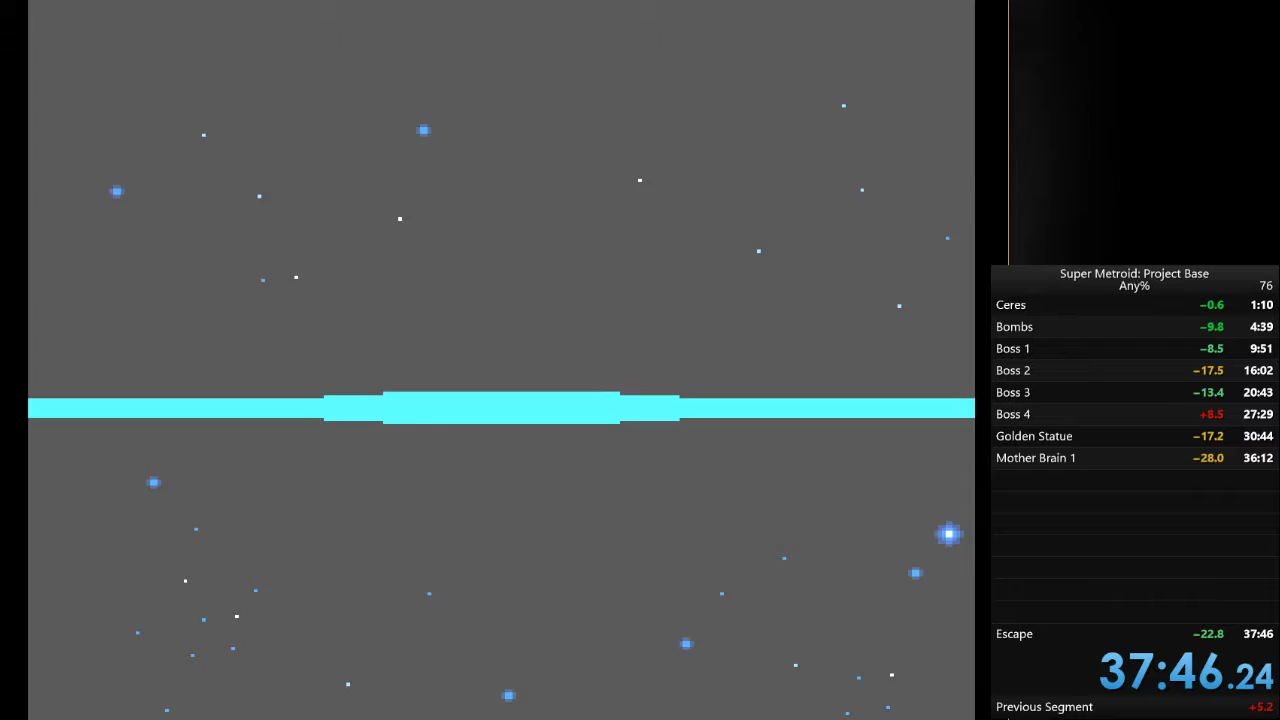 Super Metroid: Project Base
Any% 76
Ceres −0.6 1:10
Bombs −9.8 4:39
Boss 1 −8.5 9:51
Boss 2 −17.5 16:02
Boss 3 −13.4 20:43
Boss 4 +8.5 27:29
Golden Statue −17.2 30:44
Mother Brain 1 −28.0 36:12
Escape −22.8 37:46
37:46.24
Previous Segment +5.2